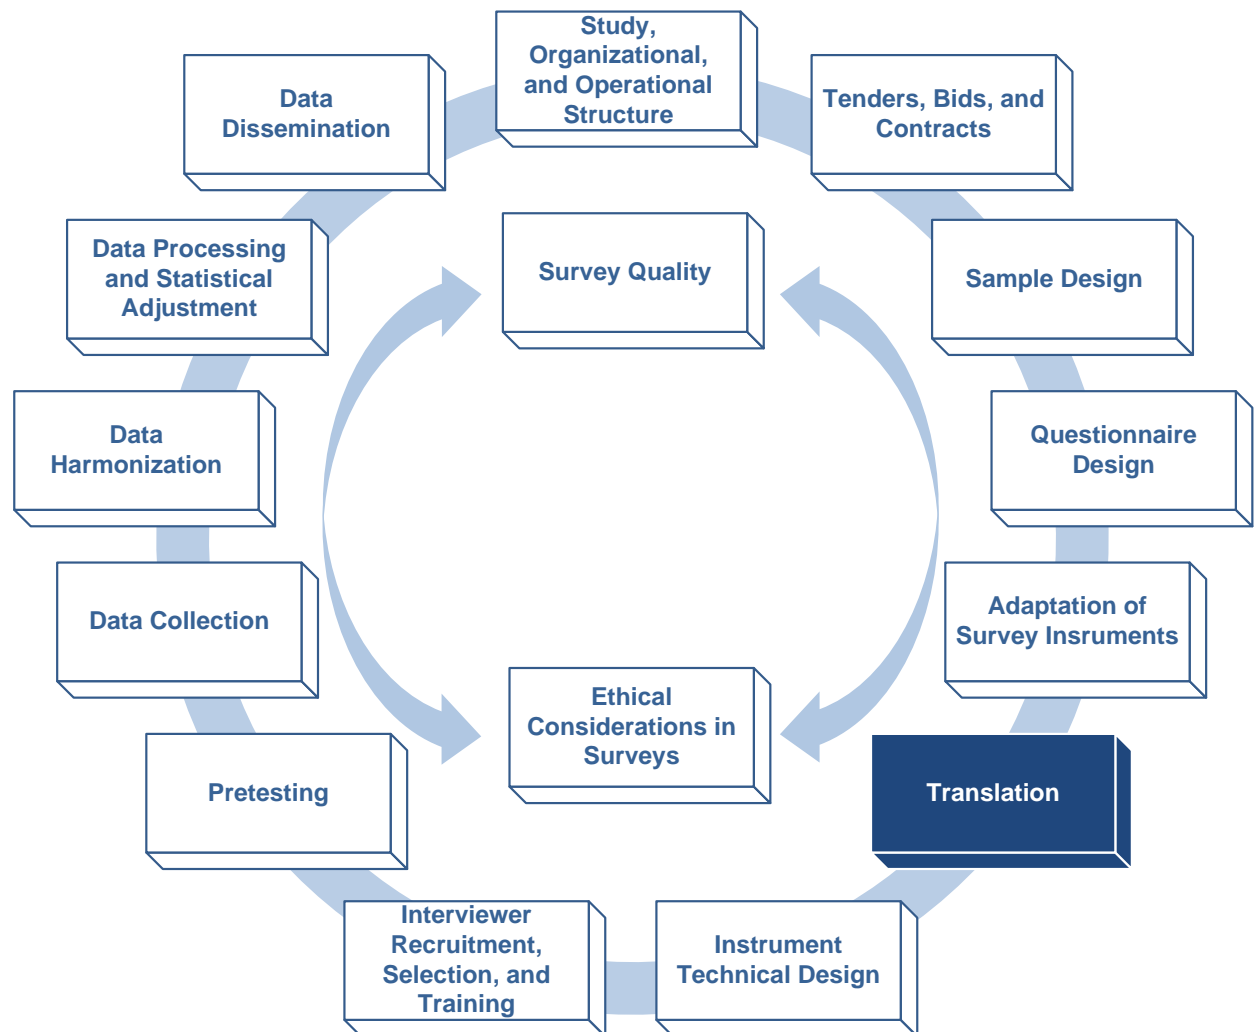 Study,
Organizational,
and Operational
Structure
Tenders, Bids, and
Contracts
Sample Design
Questionnaire
Design
Adaptation of
Survey Insruments
Translation
Instrument
Technical Design
Interviewer
Recruitment,
Selection, and
Training
Pretesting
Data Collection
Data
Harmonization
Data Processing
and Statistical
Adjustment
Data
Dissemination
Survey Quality
Ethical
Considerations in
Surveys